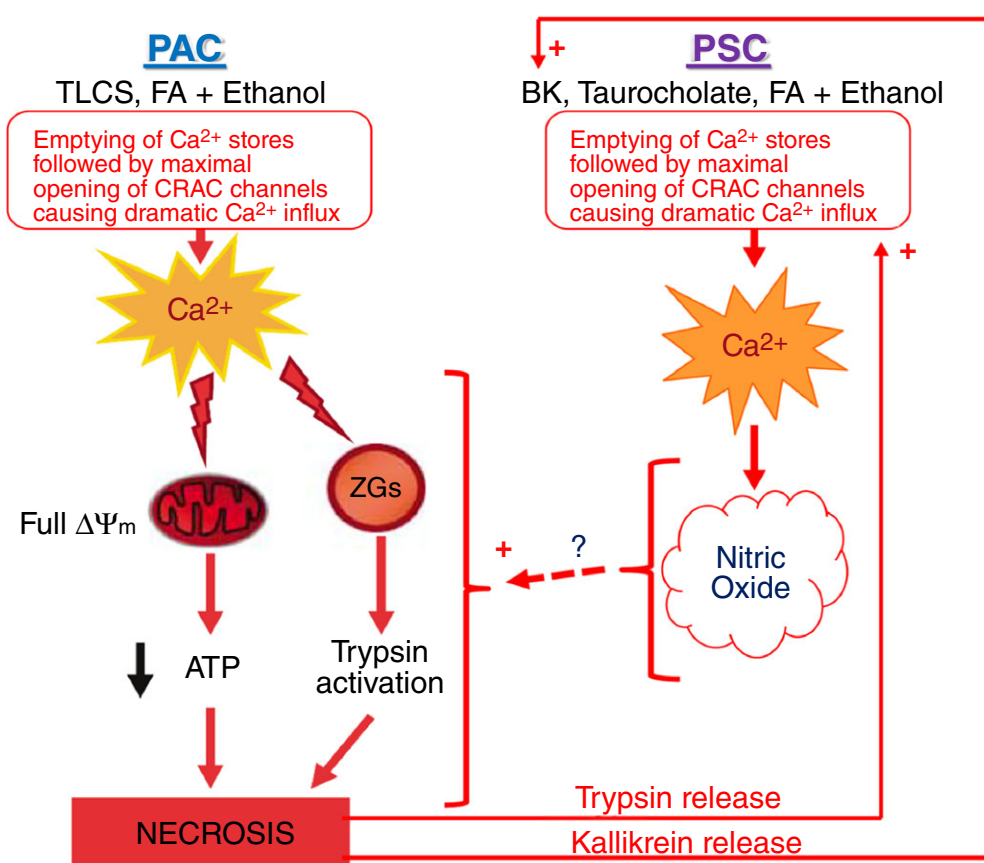 PAC
TLCS, FA + Ethanol
Emptying of Ca²⁺ stores
followed by maximal
opening of CRAC channels
causing dramatic Ca²⁺ influx
Ca²⁺
ZGs
Full ΔΨm
ATP
Trypsin
activation
NECROSIS
+
?
+
PSC
BK, Taurocholate, FA + Ethanol
Emptying of Ca²⁺ stores
followed by maximal
opening of CRAC channels
causing dramatic Ca²⁺ influx
+
Ca²⁺
Nitric
Oxide
Trypsin release
Kallikrein release